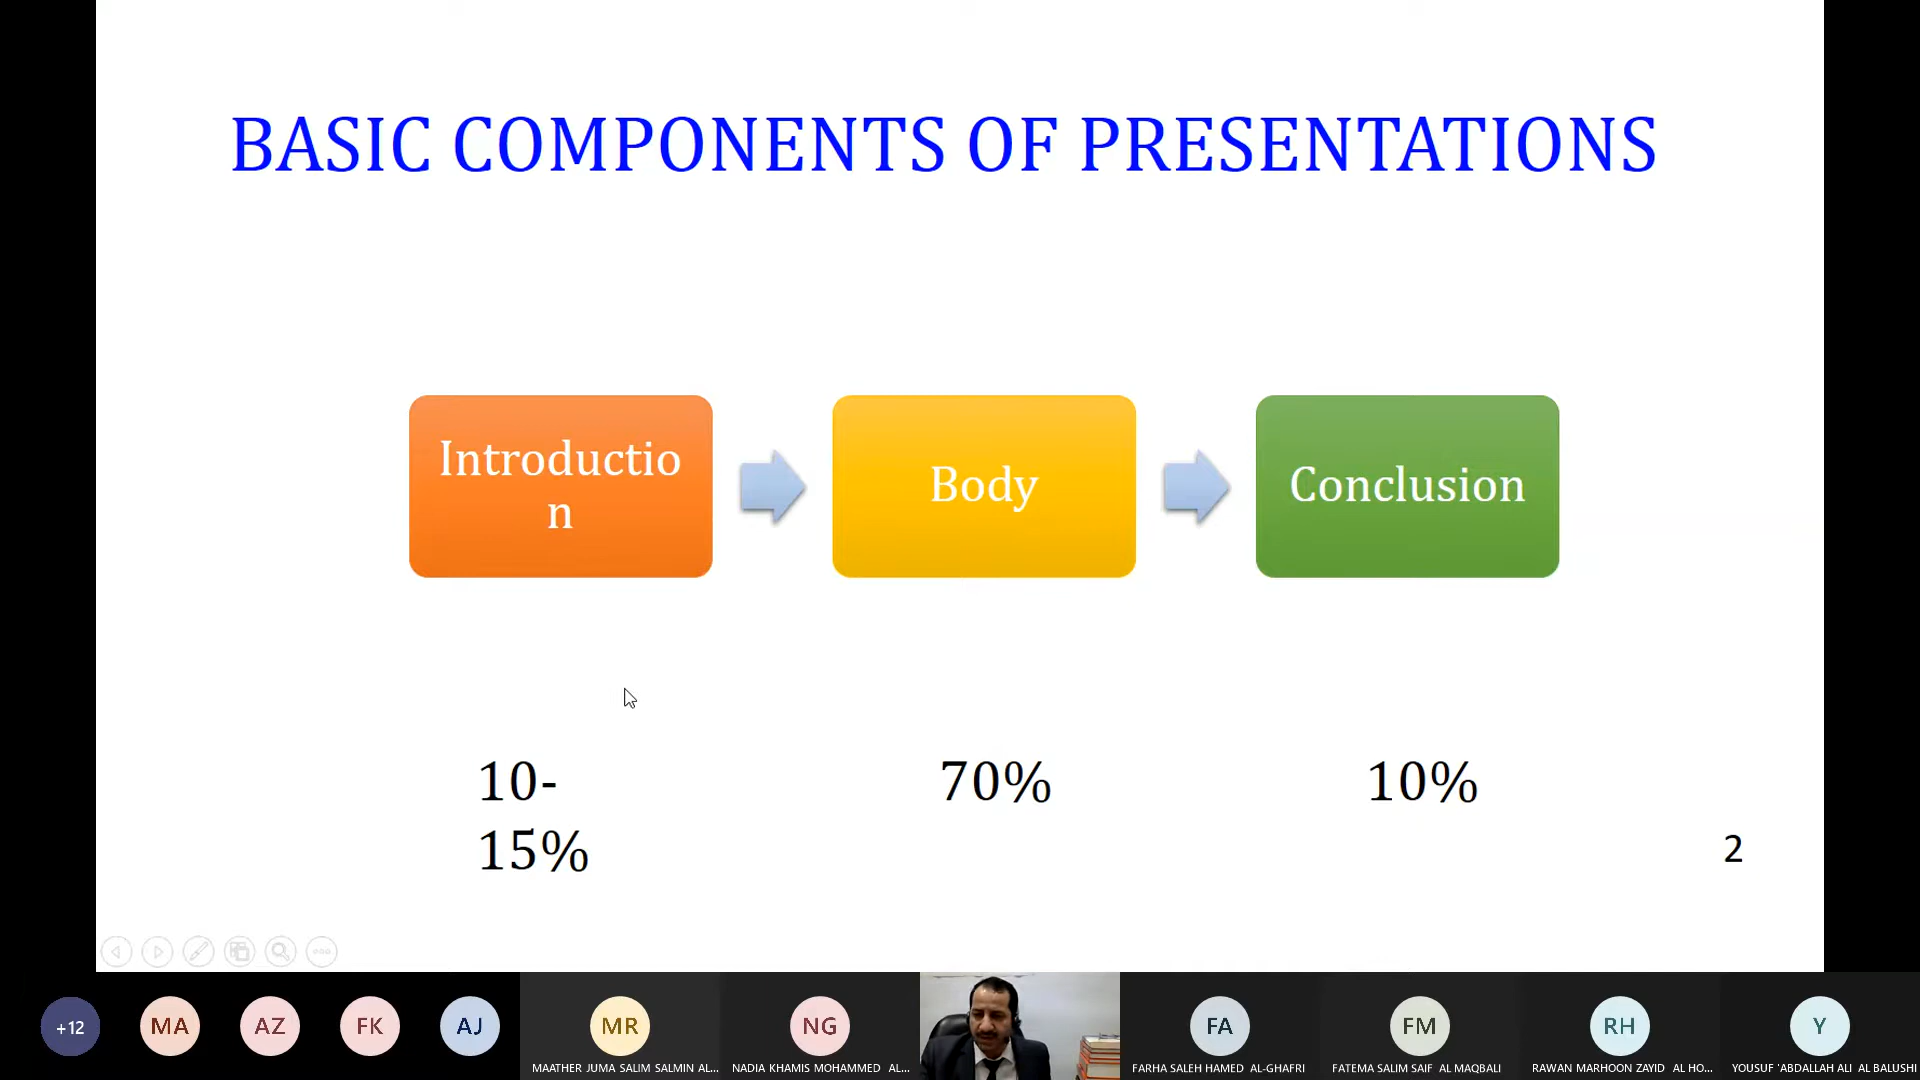 BASIC COMPONENTS OF PRESENTATIONS
Introductio
n
Body
Conclusion
10-
15%
70%
10%
2
+12
MA
AZ
FK
AJ
MR
NG
FA
FM
RH
Y
MAATHER JUMA SALIM SALMIN AL...
NADIA KHAMIS MOHAMMED AL...
FARHA SALEH HAMED AL-GHAFRI
FATEMA SALIM SAIF AL MAQBALI
RAWAN MARHOON ZAYID AL HO...
YOUSUF 'ABDALLAH ALI AL BALUSHI